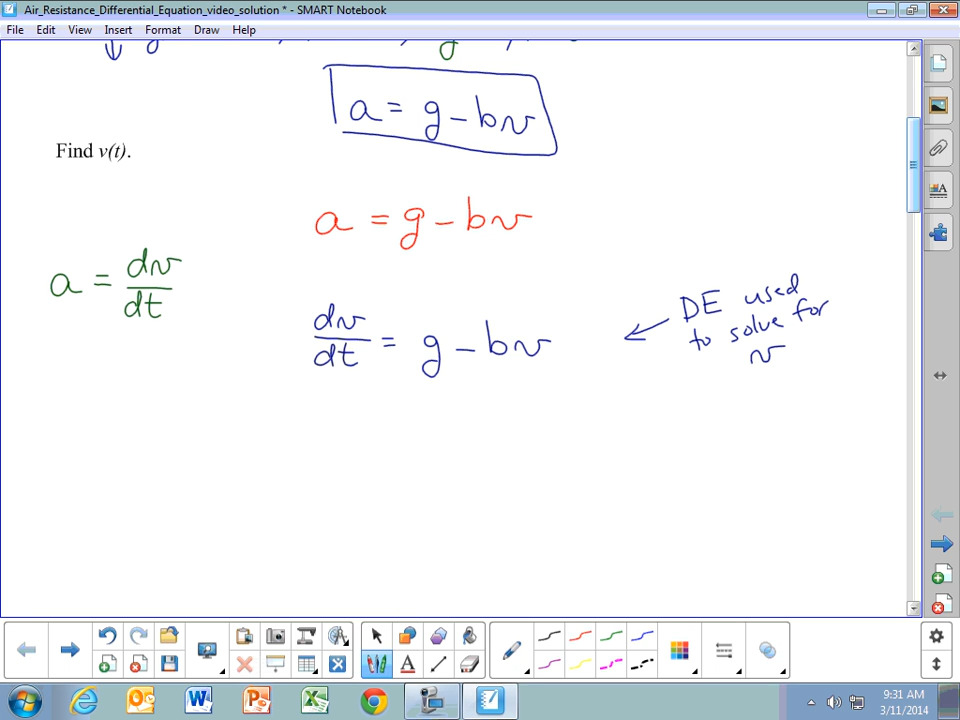 Air_Resistance_Differential_Equation_video_solution * - SMART Notebook
File Edit View Insert Format Draw Help
g
a = g - bv
Find v(t).
a = g - bv
a = dv/dt
dv/dt = g - bv
DE used
to solve for
v
A
9:31 AM
3/11/2014